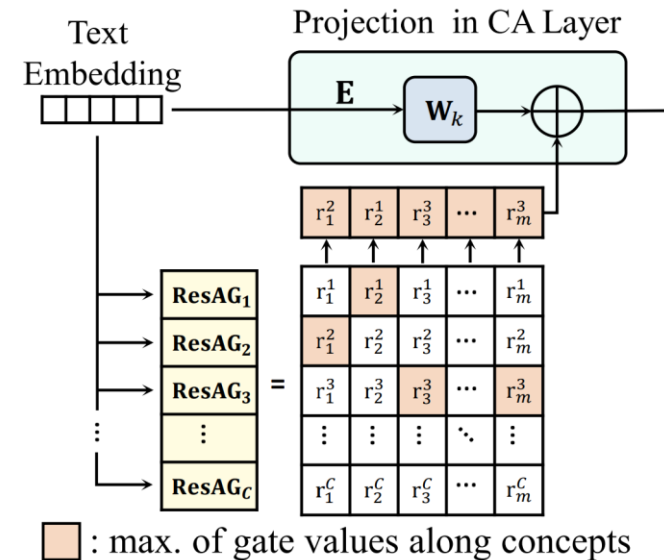 Text
Embedding
Projection in CA Layer
E
W_k
r_1^2 r_2^1 r_3^3 ⋯ r_m^3
ResAG_1
ResAG_2
ResAG_3
⋮
ResAG_C
⋮
=
r_1^1 r_2^1 r_3^1 ⋯ r_m^1
r_1^2 r_2^2 r_3^2 ⋯ r_m^2
r_1^3 r_2^3 r_3^3 ⋯ r_m^3
⋮ ⋮ ⋮ ⋱ ⋮
r_1^C r_2^C r_3^C ⋯ r_m^C
: max. of gate values along concepts